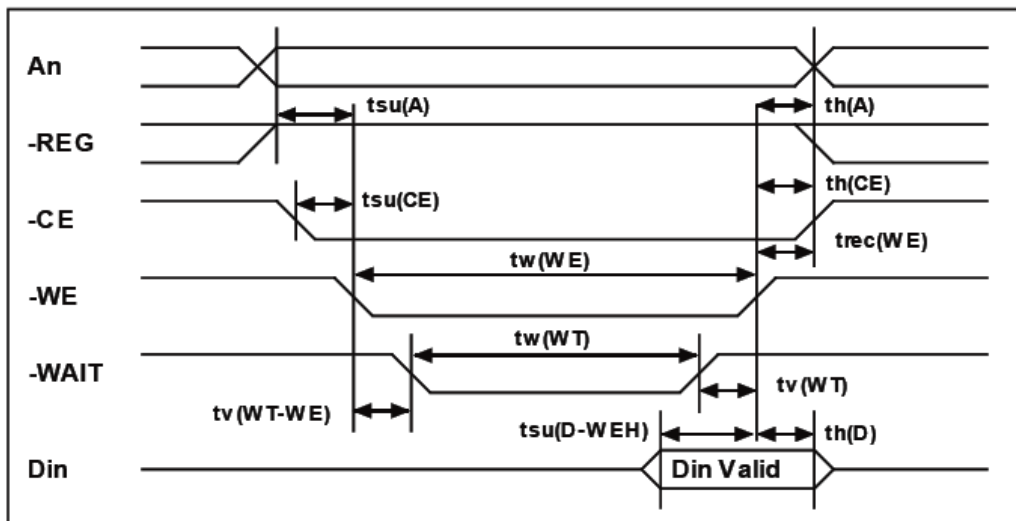 An
tsu(A)
th(A)
-REG
tsu(CE)
th(CE)
-CE
trec(WE)
tw(WE)
-WE
tw(WT)
-WAIT
tv(WT-WE)
tv(WT)
tsu(D-WEH)
th(D)
Din
Din Valid